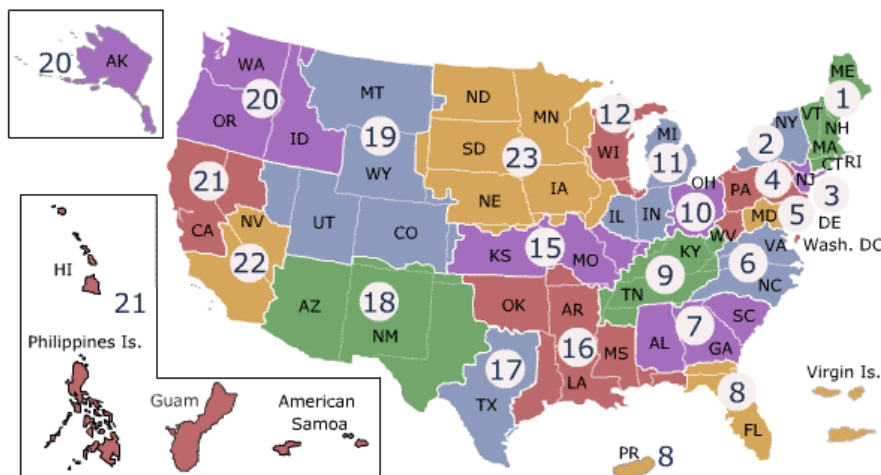 20
AK
WA
20
OR
ID
MT
19
WY
ND
MN
SD
23
NE
IA
12
WI
MI
11
ME
1
VT
NY
NH
2
MA
CT
RI
4
NJ
PA
3
OH
10
MD
5
DE
WV
Wash. DC
21
CA
NV
22
UT
CO
IL
IN
KS
15
MO
KY
9
TN
VA
6
NC
AZ
18
NM
OK
AR
16
MS
LA
7
SC
AL
GA
17
TX
8
FL
HI
21
Philippines Is.
Guam
American
Samoa
Virgin Is.
PR
8